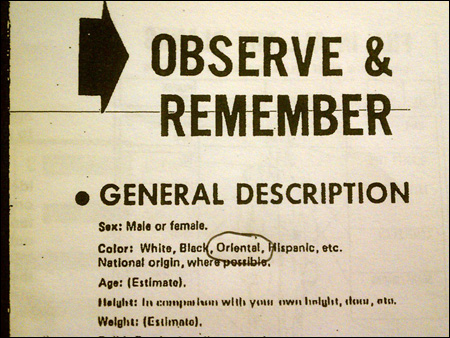 OBSERVE &
REMEMBER
● GENERAL DESCRIPTION
Sex: Male or female.
Color: White, Black, Oriental, Hispanic, etc.
National origin, where possible.
Age: (Estimate).
Height: In comparison with your own height, door, etc.
Weight: (Estimate).